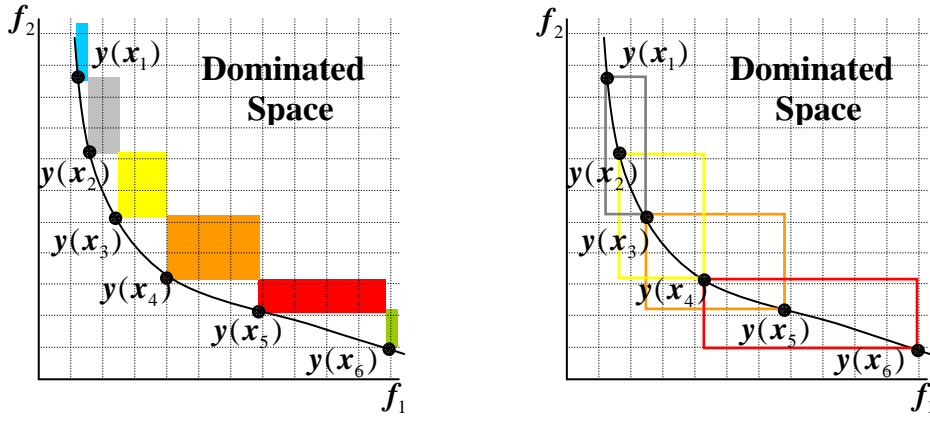 f₂
y(x₁)
Dominated
Space
y(x₂)
y(x₃)
y(x₄)
y(x₅)
y(x₆)
f₁
f₂
y(x₁)
Dominated
Space
y(x₂)
y(x₃)
y(x₄)
y(x₅)
y(x₆)
f₁